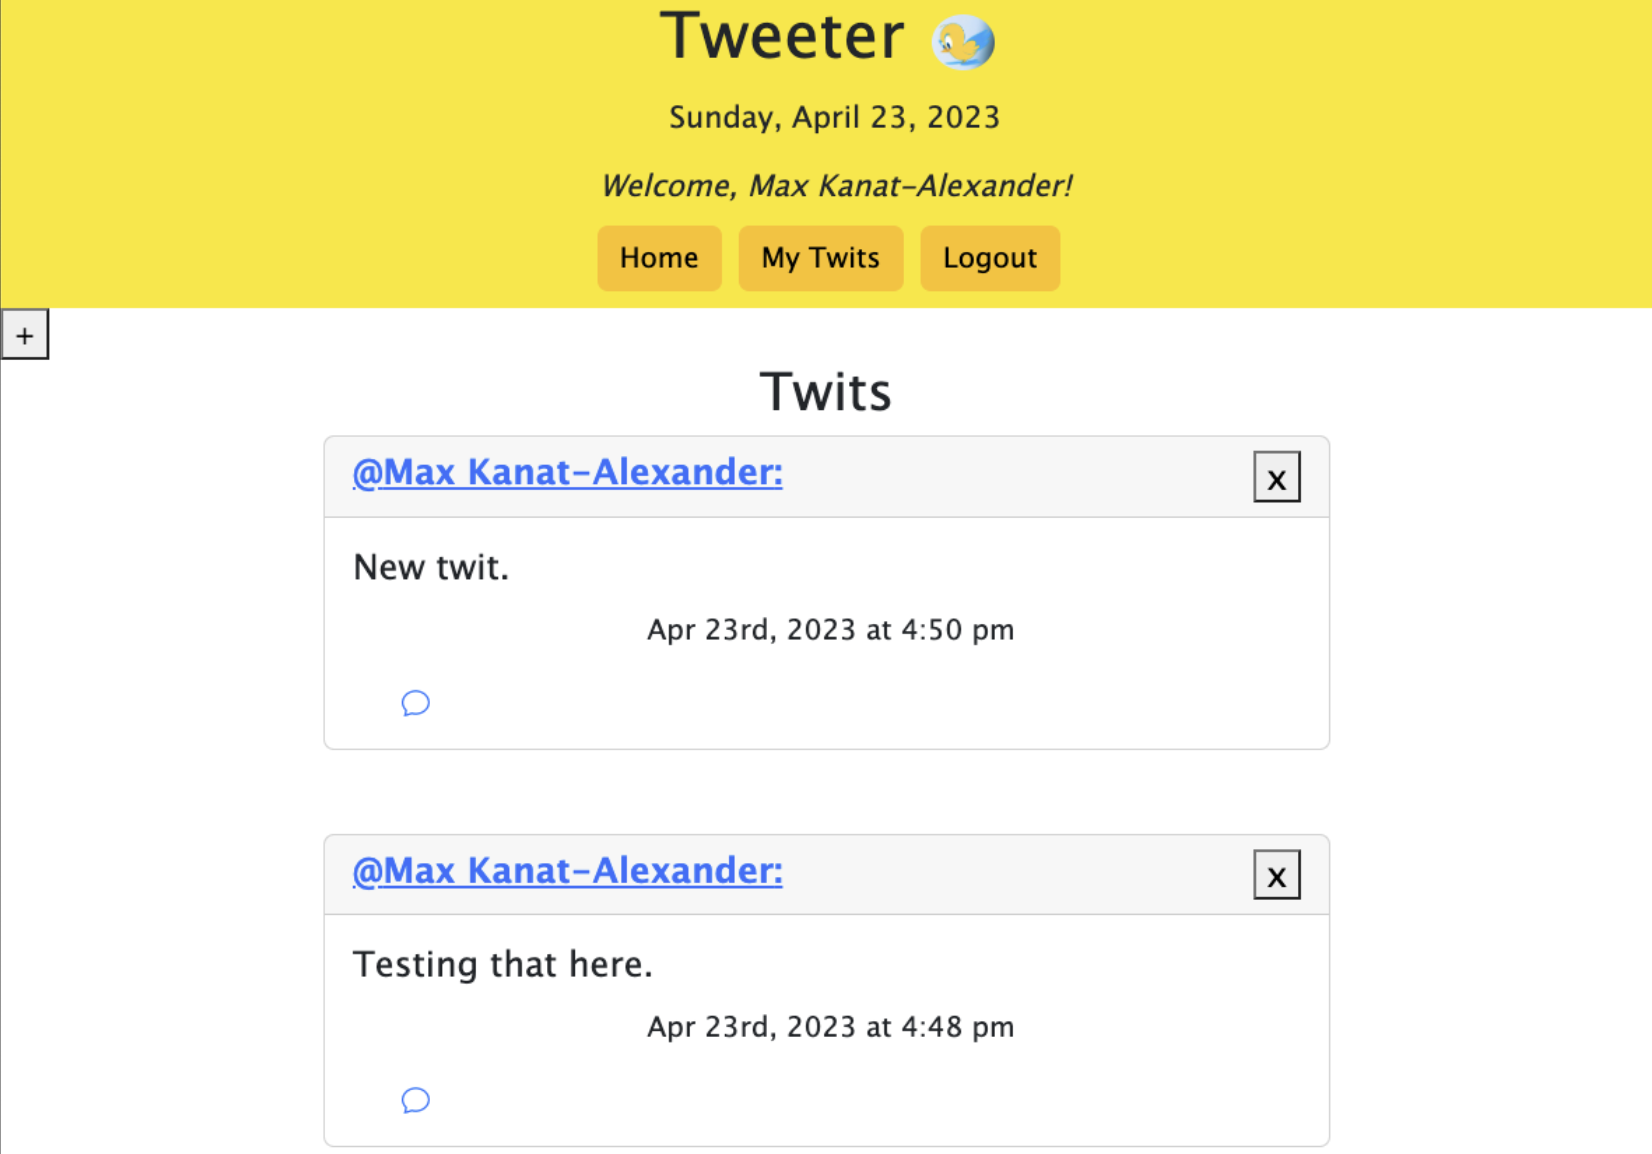 Tweeter
Sunday, April 23, 2023
Welcome, Max Kanat-Alexander!
Home My Twits Logout
+
Twits
@Max Kanat-Alexander: x
New twit.
Apr 23rd, 2023 at 4:50 pm
@Max Kanat-Alexander: x
Testing that here.
Apr 23rd, 2023 at 4:48 pm